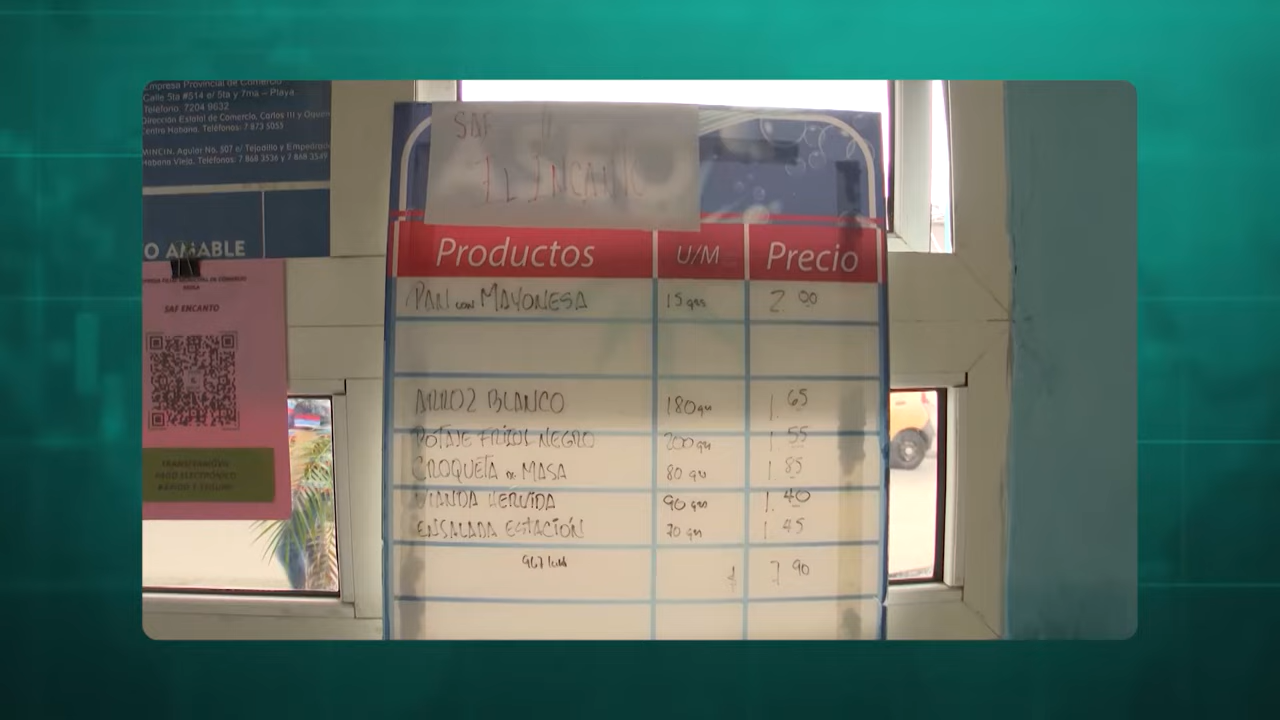 Empresa Provincial de Comercio
Calle 5ta #514 e/ 5ta y 7ma – Playa
Teléfono: 7204 9632
Dirección Estatal de Comercio, Carlos III y
Centro Habana. Teléfonos: 7 873 5053
MINCIN, Aguiar No. 507 e/ Tejadillo y Empedrado
Habana Vieja. Teléfonos: 7 868 3536 y 7 868
O AMABLE
SAF ENCANTO
TRANSFERMÓVIL
PAGO ELECTRÓNICO
SAF
EL ENCANTO
Productos U/M Precio
PAN con MAYONESA 15 grs 2.00
ARROZ BLANCO 180 grs 1.65
POTAJE FRIJOL NEGRO 200 grs 1.55
CROQUETA de MASA 80 grs 1.85
VIANDA HERVIDA 90 grs 1.40
ENSALADA ESTACIÓN 70 grs 1.45
7.90